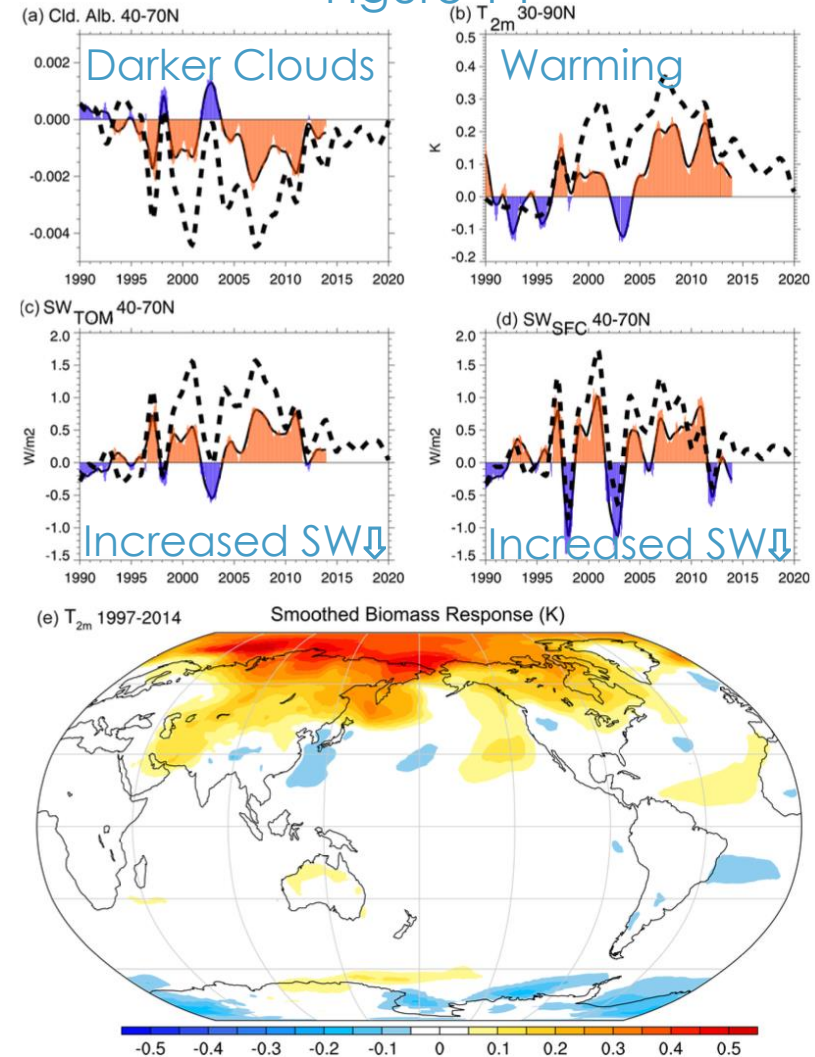 (a) Cld. Alb. 40-70N
Darker Clouds
0.002
0.000
-0.002
-0.004
1990 1995 2000 2005 2010 2015 2020
(b) T2m 30-90N
Warming
K
0.5
0.4
0.3
0.2
0.1
0.0
-0.1
-0.2
1990 1995 2000 2005 2010 2015 2020
(c) SWTOM 40-70N
W/m2
2.0
1.5
1.0
0.5
0.0
-0.5
-1.0
-1.5
Increased SW⇩
1990 1995 2000 2005 2010 2015 2020
(d) SWSFC 40-70N
W/m2
2.0
1.5
1.0
0.5
0.0
-0.5
-1.0
-1.5
Increased SW⇩
1990 1995 2000 2005 2010 2015 2020
(e) T2m 1997-2014 Smoothed Biomass Response (K)
-0.5 -0.4 -0.3 -0.2 -0.1 0 0.1 0.2 0.3 0.4 0.5